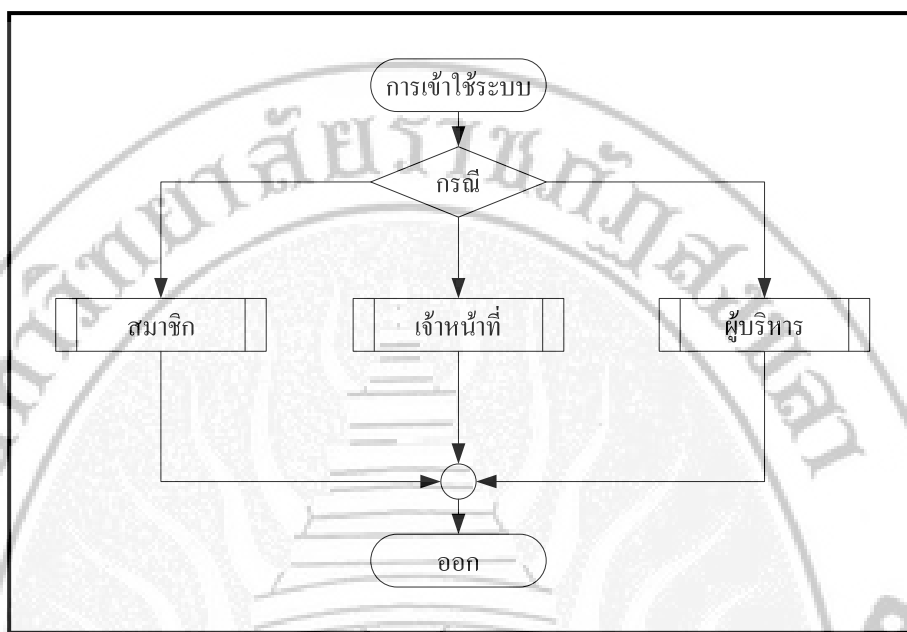 การเข้าใช้ระบบ
กรณี
สมาชิก
เจ้าหน้าที่
ผู้บริหาร
ออก